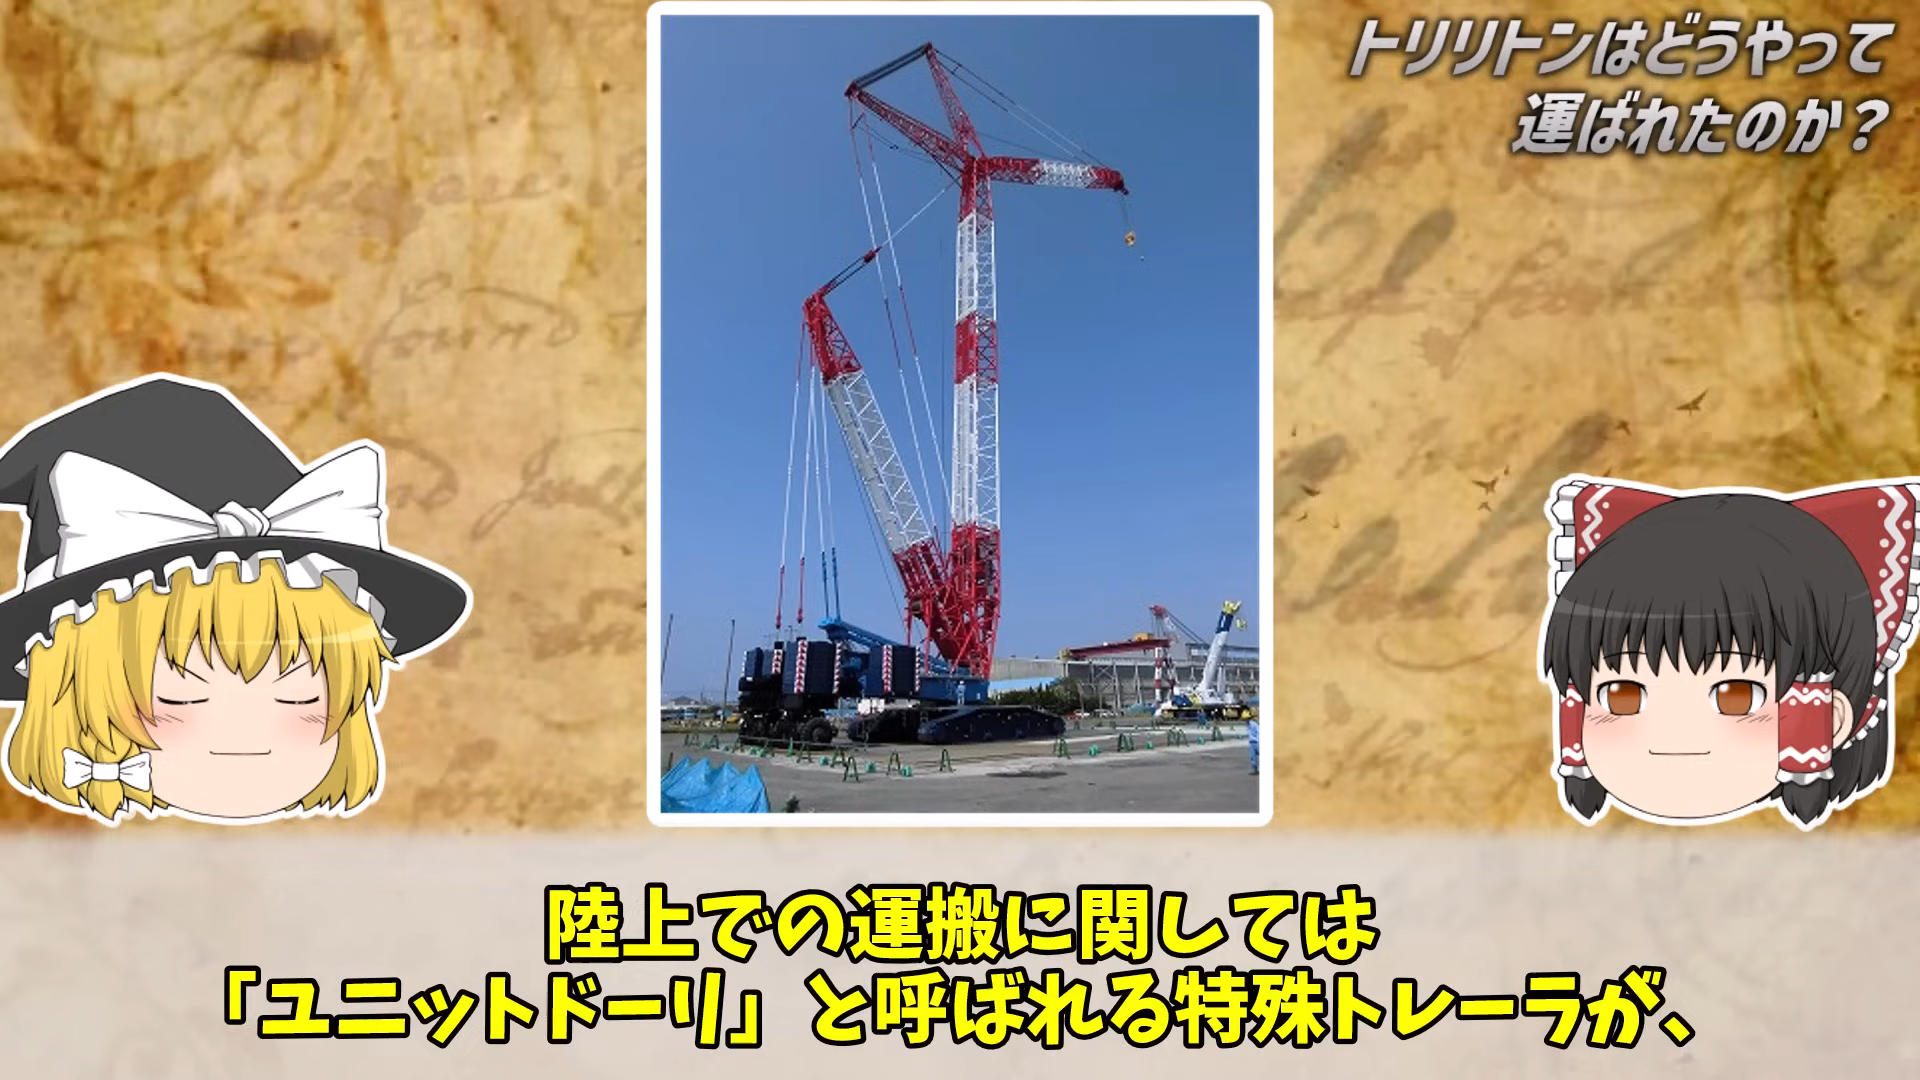 トリリトンはどうやって
運ばれたのか？
陸上での運搬に関しては
「ユニットドーリ」と呼ばれる特殊トレーラが、